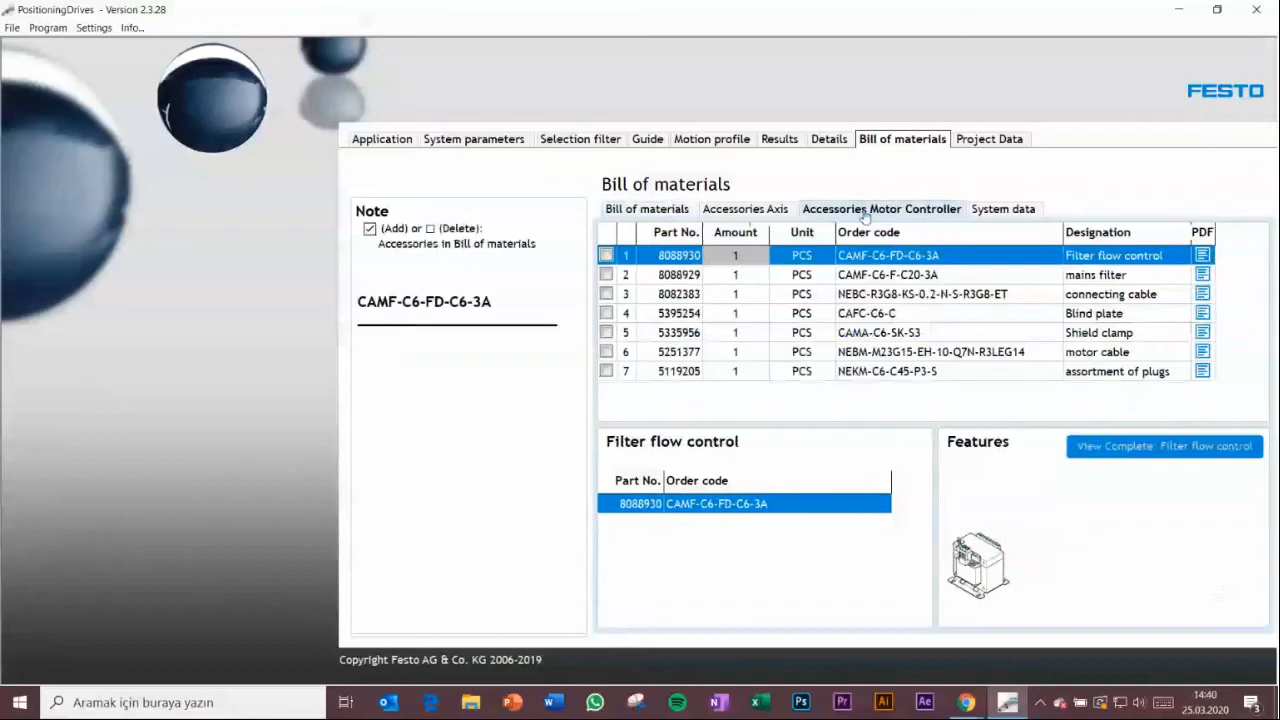 PositioningDrives - Version 2.3.28
File Program Settings Info...
FESTO
Application System parameters Selection filter Guide Motion profile Results Details Bill of materials Project Data
Note
(Add) or (Delete):
Accessories in Bill of materials
CAMF-C6-FD-C6-3A
Bill of materials
Bill of materials Accessories Axis Accessories Motor Controller System data
Part No. Amount Unit Order code Designation PDF
1 8088930 1 PCS CAMF-C6-FD-C6-3A Filter flow control
2 8088929 1 PCS CAMF-C6-F-C20-3A mains filter
3 8082383 1 PCS NEBC-R3G8-KS-0.2-N-S-R3G8-ET connecting cable
4 5395254 1 PCS CAFC-C6-C Blind plate
5 5335956 1 PCS CAMA-C6-SK-S3 Shield clamp
6 5251377 1 PCS NEBM-M23G15-EH-10-Q7N-R3LEG14 motor cable
7 5119205 1 PCS NEKM-C6-C45-P3-S assortment of plugs
Filter flow control
Part No. Order code
8088930 CAMF-C6-FD-C6-3A
Features
View Complete: Filter flow control
Copyright Festo AG & Co. KG 2006-2019
Aramak için buraya yazın
14:40
25.03.2020
3